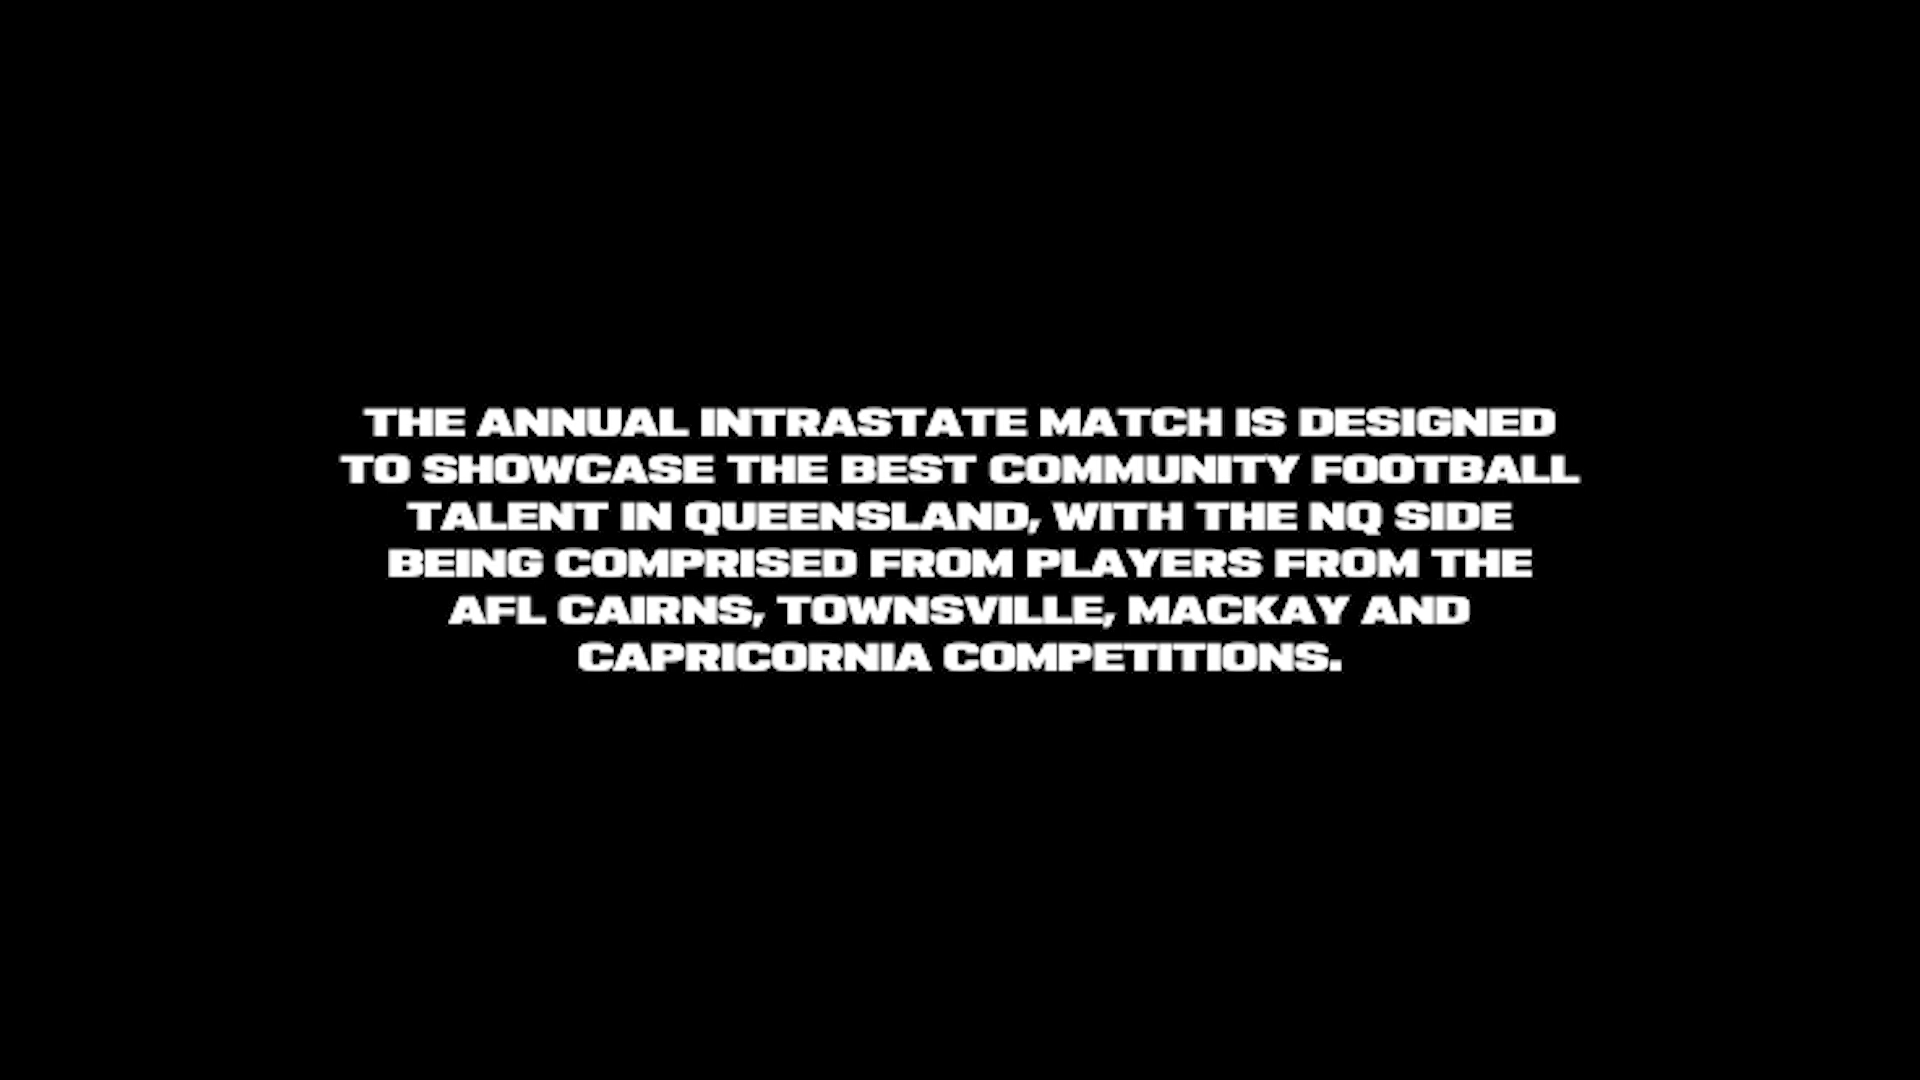 THE ANNUAL INTRASTATE MATCH IS DESIGNED
TO SHOWCASE THE BEST COMMUNITY FOOTBALL
TALENT IN QUEENSLAND, WITH THE NQ SIDE
BEING COMPRISED FROM PLAYERS FROM THE
AFL CAIRNS, TOWNSVILLE, MACKAY AND
CAPRICORNIA COMPETITIONS.